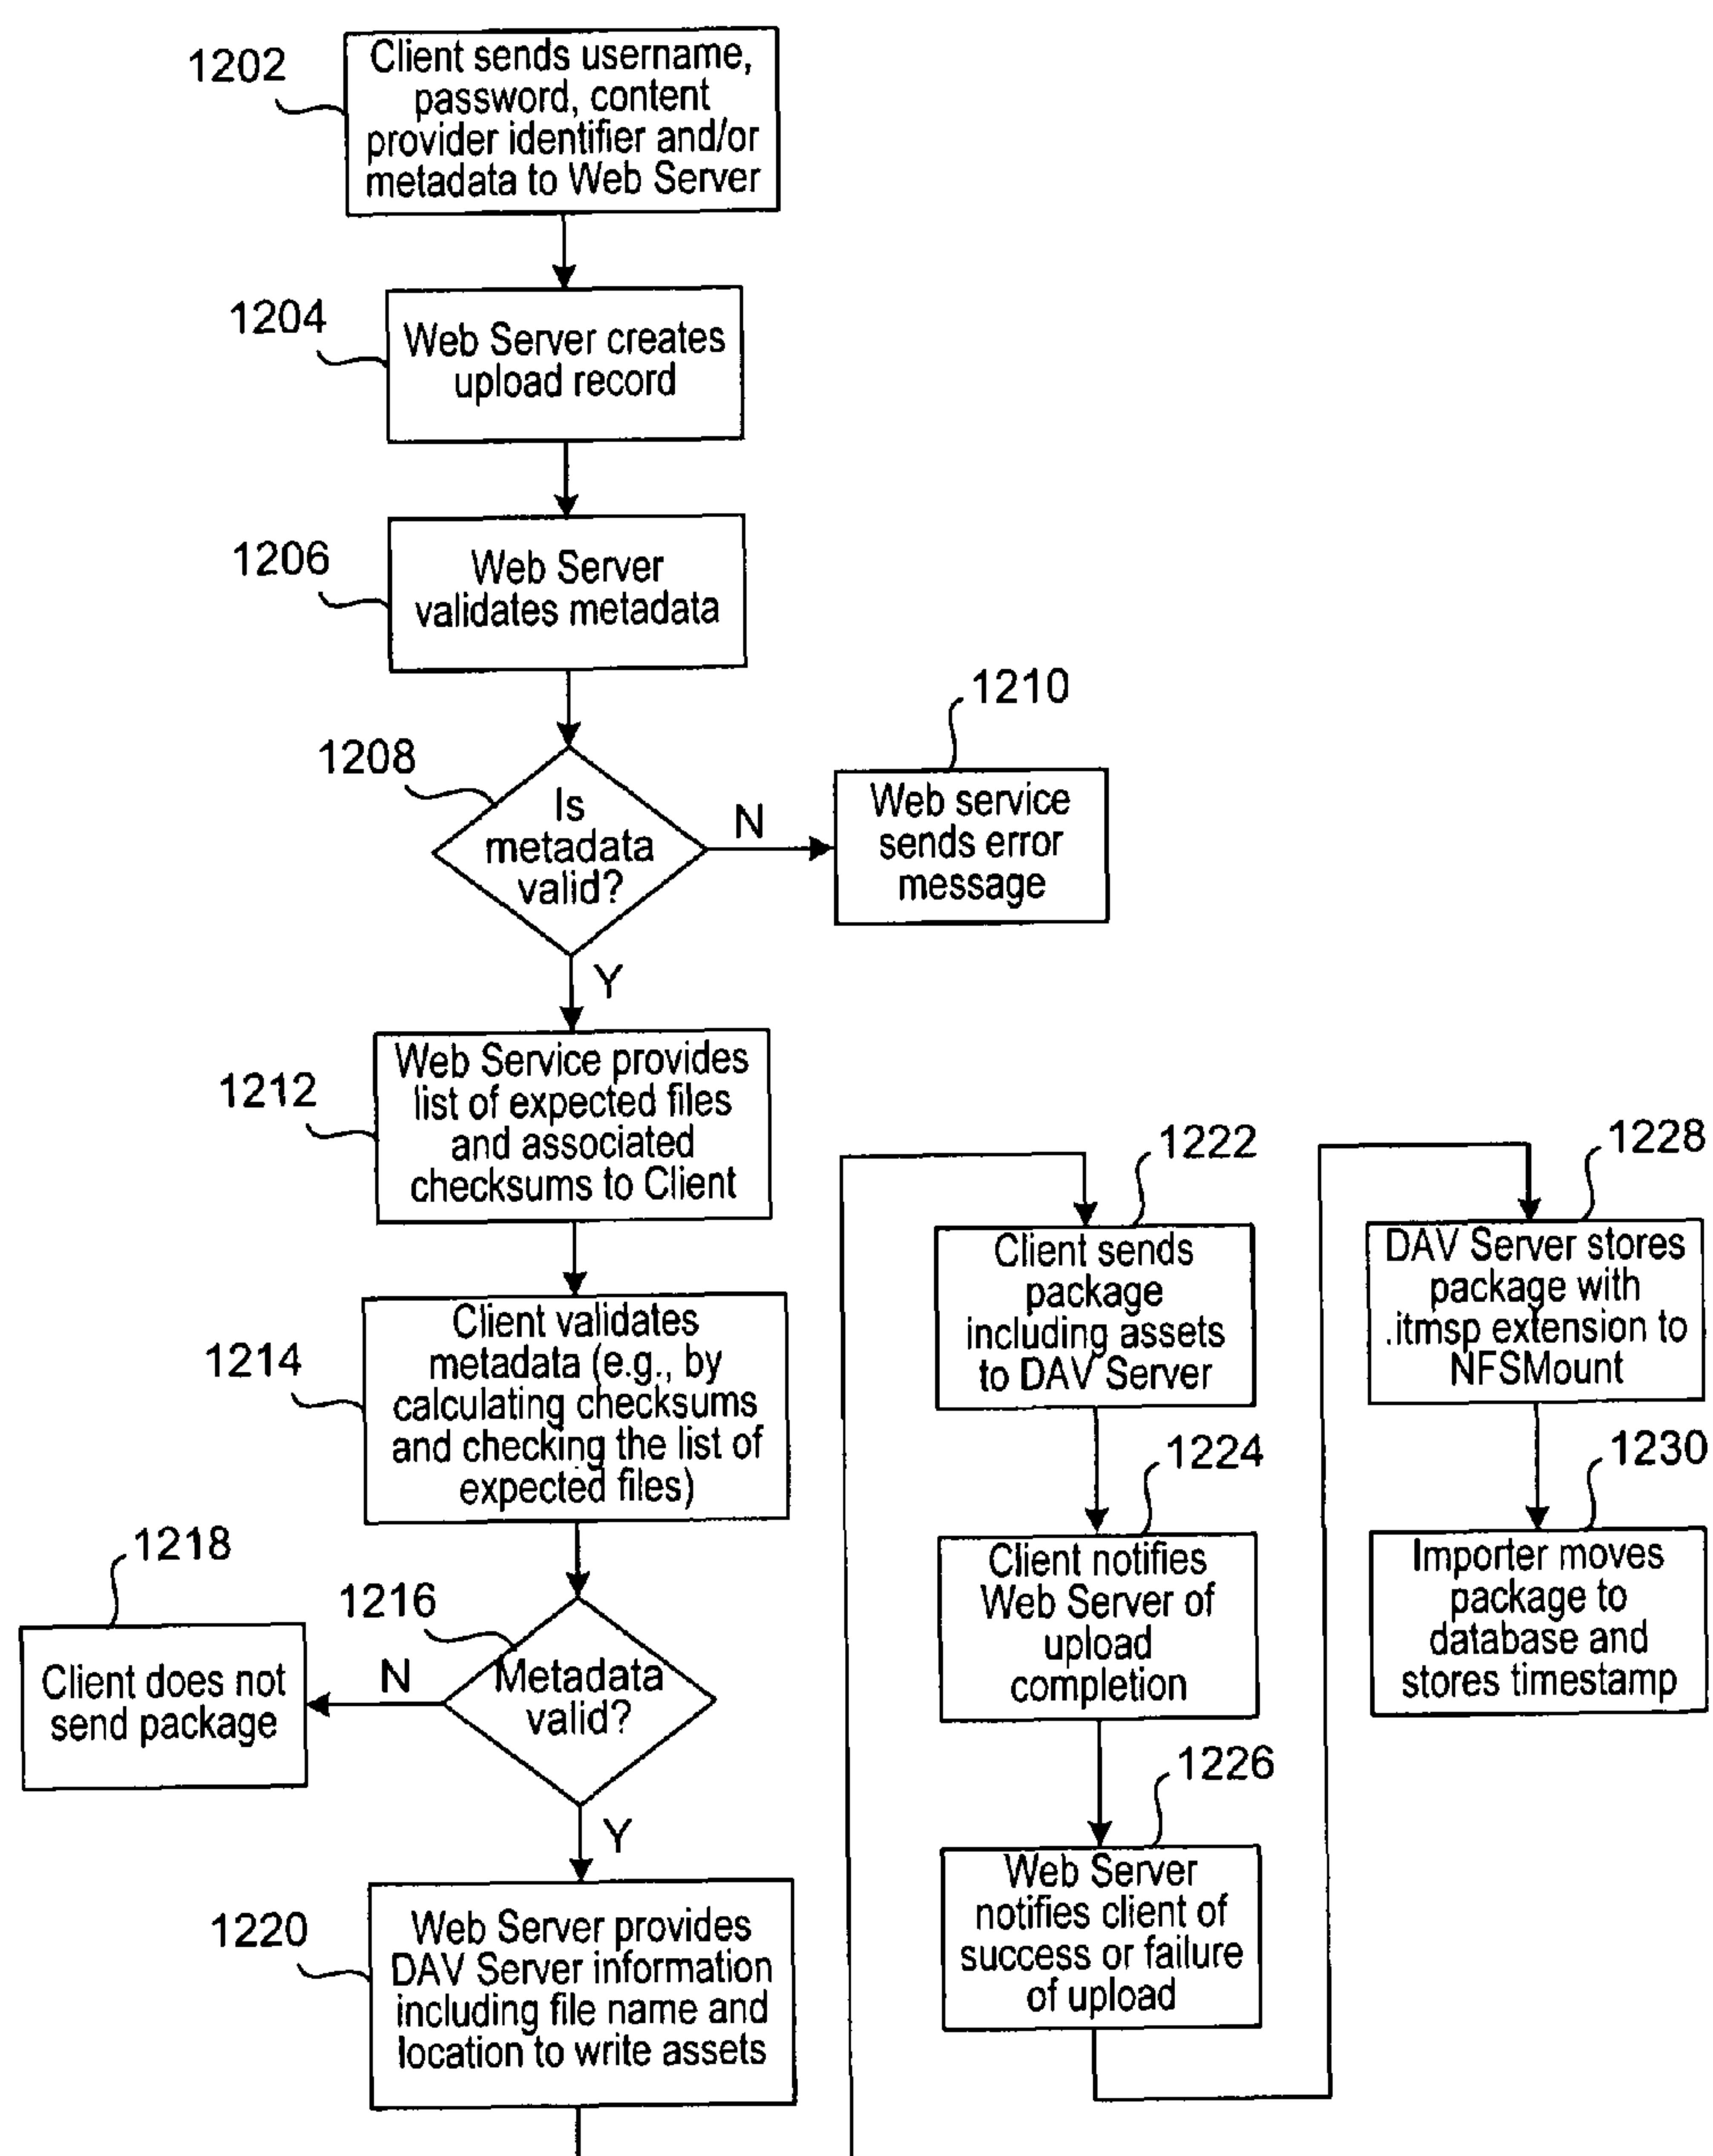 1202
Client sends username,
password, content
provider identifier and/or
metadata to Web Server
1204
Web Server creates
upload record
1206
Web Server
validates metadata
1208
Is
metadata
valid?
N
1210
Web service
sends error
message
Y
1212
Web Service provides
list of expected files
and associated
checksums to Client
1214
Client validates
metadata (e.g., by
calculating checksums
and checking the list of
expected files)
1216
Metadata
valid?
N
1218
Client does not
send package
Y
1220
Web Server provides
DAV Server information
including file name and
location to write assets
1222
Client sends
package
including assets
to DAV Server
1224
Client notifies
Web Server of
upload
completion
1226
Web Server
notifies client of
success or failure
of upload
1228
DAV Server stores
package with
.itmsp extension to
NFSMount
1230
Importer moves
package to
database and
stores timestamp